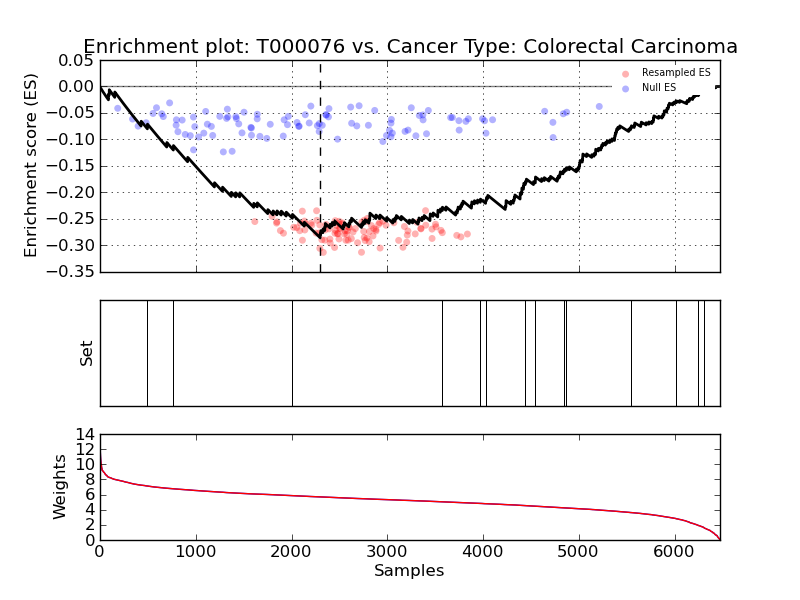 Enrichment plot: T000076 vs. Cancer Type: Colorectal Carcinoma
Enrichment score (ES)
0.05
0.00
−0.05
−0.10
−0.15
−0.20
−0.25
−0.30
−0.35
Resampled ES
Null ES
Set
Weights
14
12
10
8
6
4
2
0
0 1000 2000 3000 4000 5000 6000
Samples